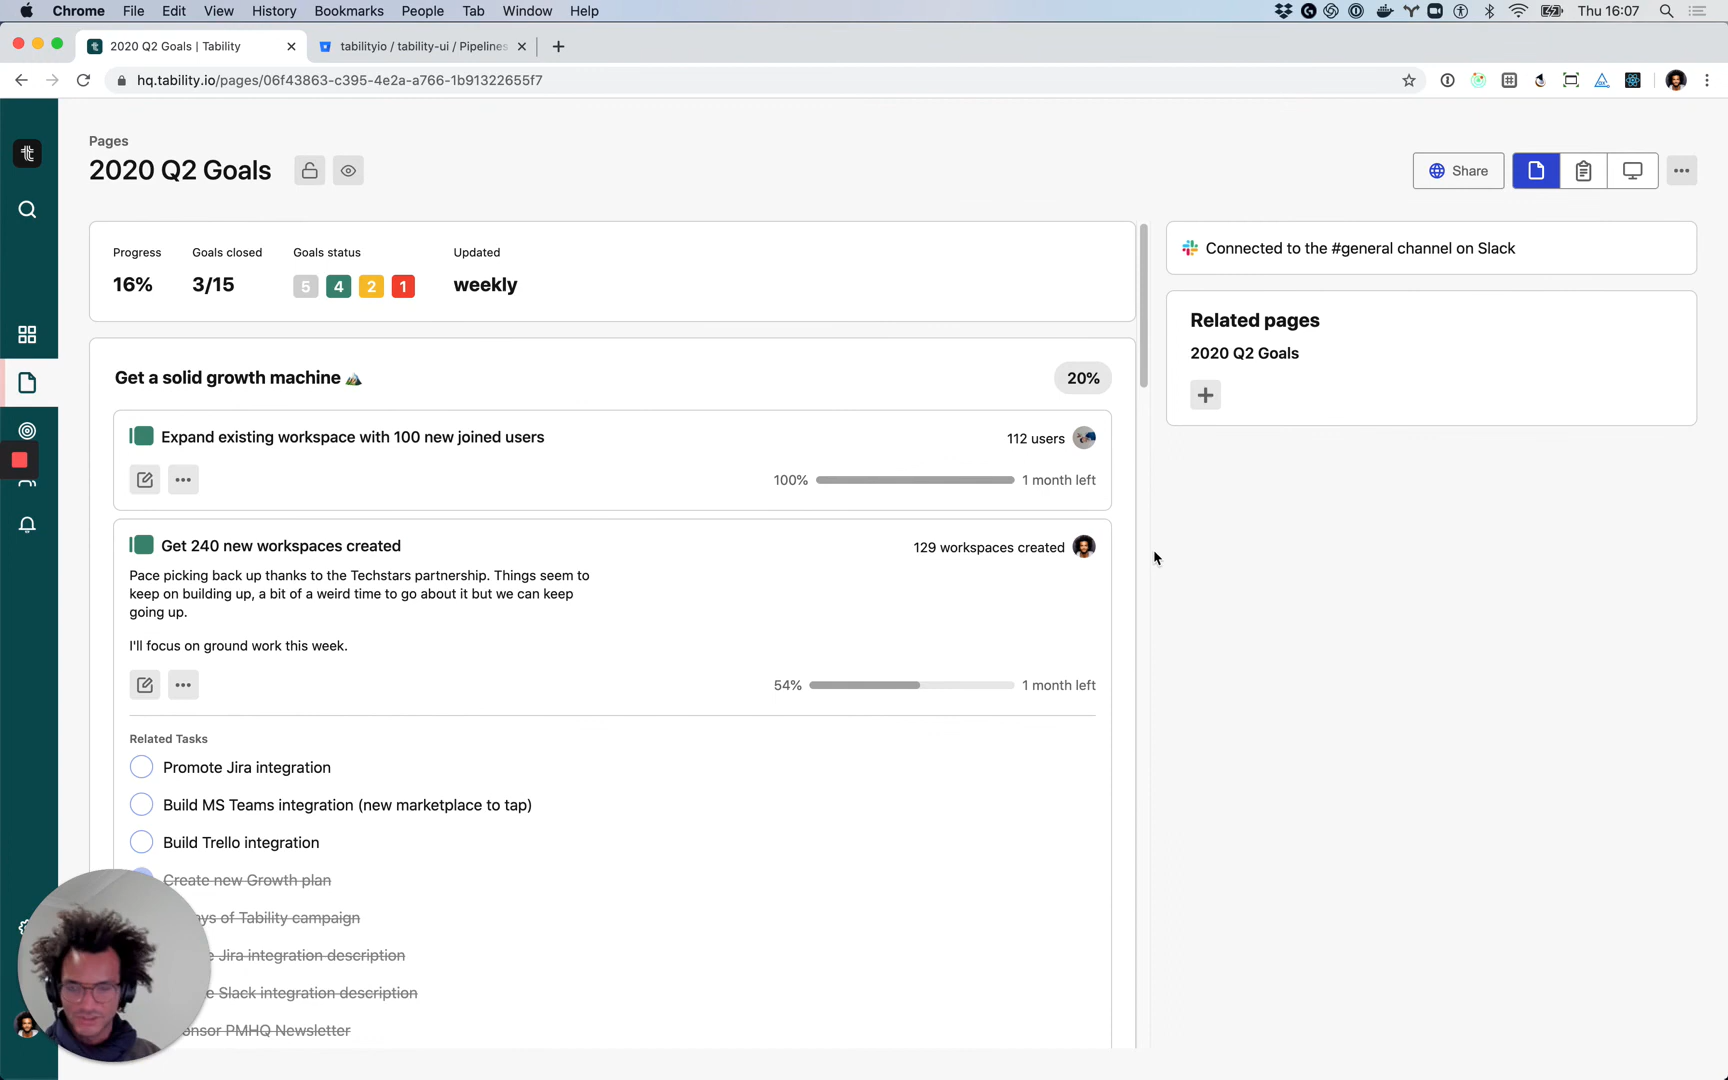 Chrome File Edit View History Bookmarks People Tab Window Help Thu 16:07
2020 Q2 Goals | Tability
tabilityio / tability-ui / Pipelines
hq.tability.io/pages/06f43863-c395-4e2a-a766-1b91322655f7
Pages
2020 Q2 Goals
Share
Progress
Goals closed
Goals status
Updated
16%
3/15
5 4 2 1
weekly
Connected to the #general channel on Slack
Related pages
2020 Q2 Goals
Get a solid growth machine
20%
Expand existing workspace with 100 new joined users
112 users
100%
1 month left
Get 240 new workspaces created
129 workspaces created
Pace picking back up thanks to the Techstars partnership. Things seem to
keep on building up, a bit of a weird time to go about it but we can keep
going up.
I'll focus on ground work this week.
54%
1 month left
Related Tasks
Promote Jira integration
Build MS Teams integration (new marketplace to tap)
Build Trello integration
Create new Growth plan
of Tability campaign
Jira integration description
Slack integration description
PMHQ Newsletter